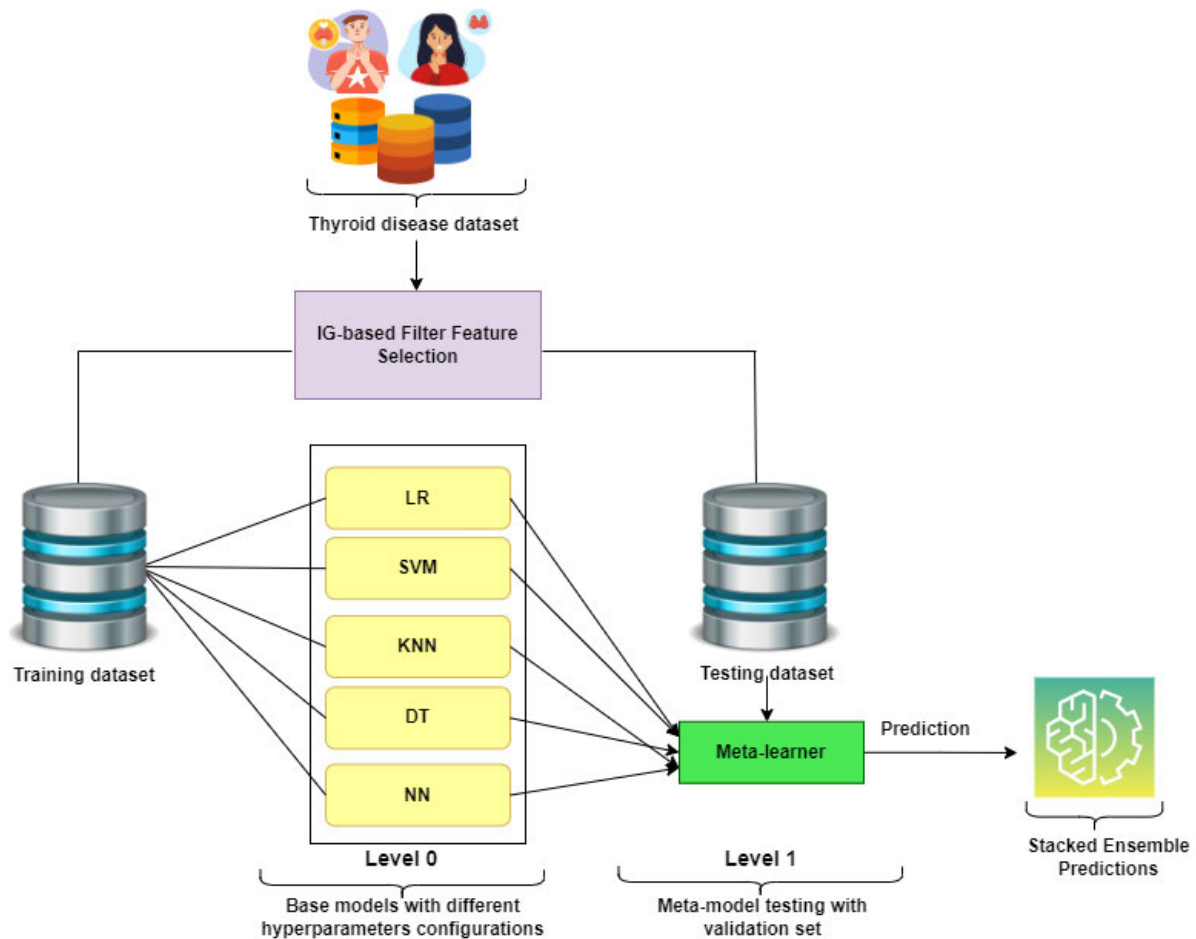 Thyroid disease dataset
IG-based Filter Feature
Selection
LR
SVM
KNN
DT
NN
Training dataset
Testing dataset
Meta-learner
Prediction
Stacked Ensemble
Predictions
Level 0
Base models with different
hyperparameters configurations
Level 1
Meta-model testing with
validation set